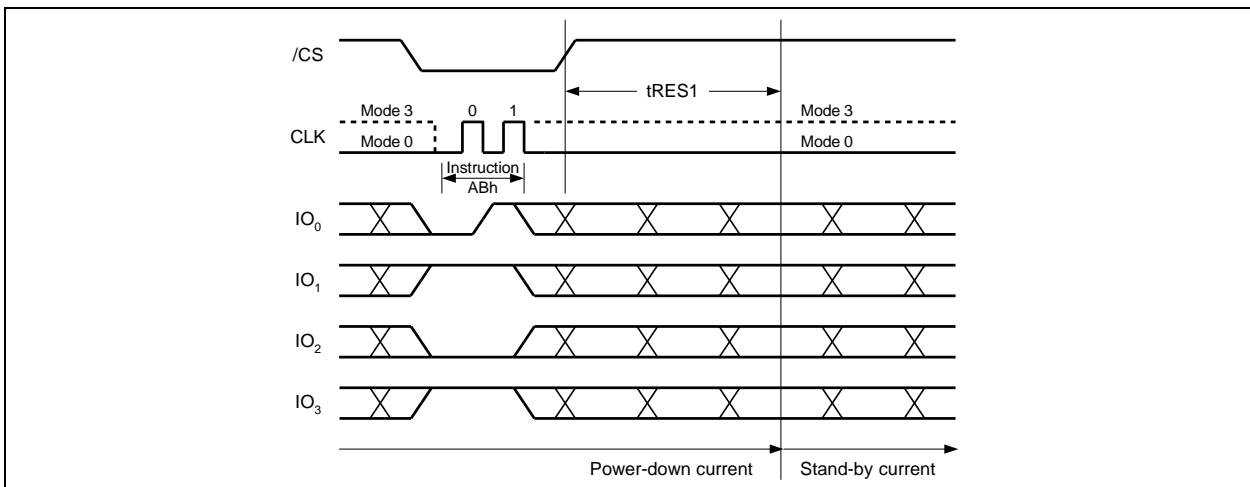 /CS
tRES1
Mode 3 0 1 Mode 3
CLK
Mode 0 Mode 0
Instruction
ABh
IO0
IO1
IO2
IO3
Power-down current Stand-by current